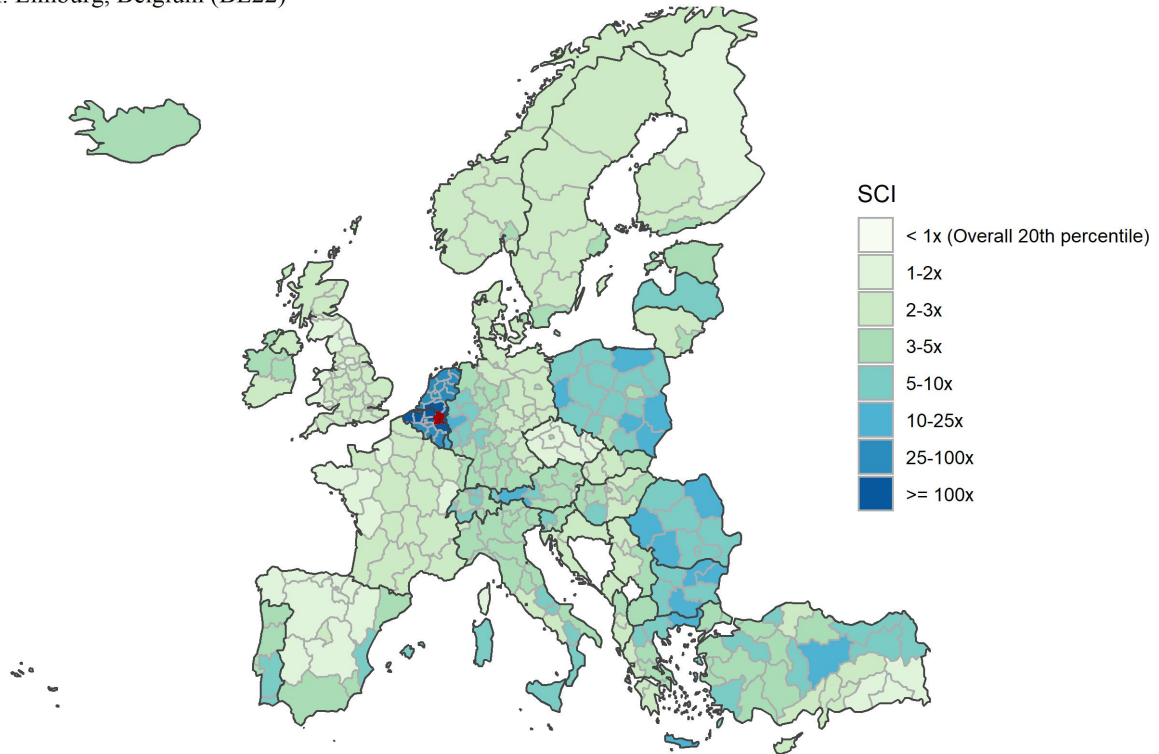 Limburg, Belgium (BE22)
SCI
< 1x (Overall 20th percentile)
1-2x
2-3x
3-5x
5-10x
10-25x
25-100x
>= 100x